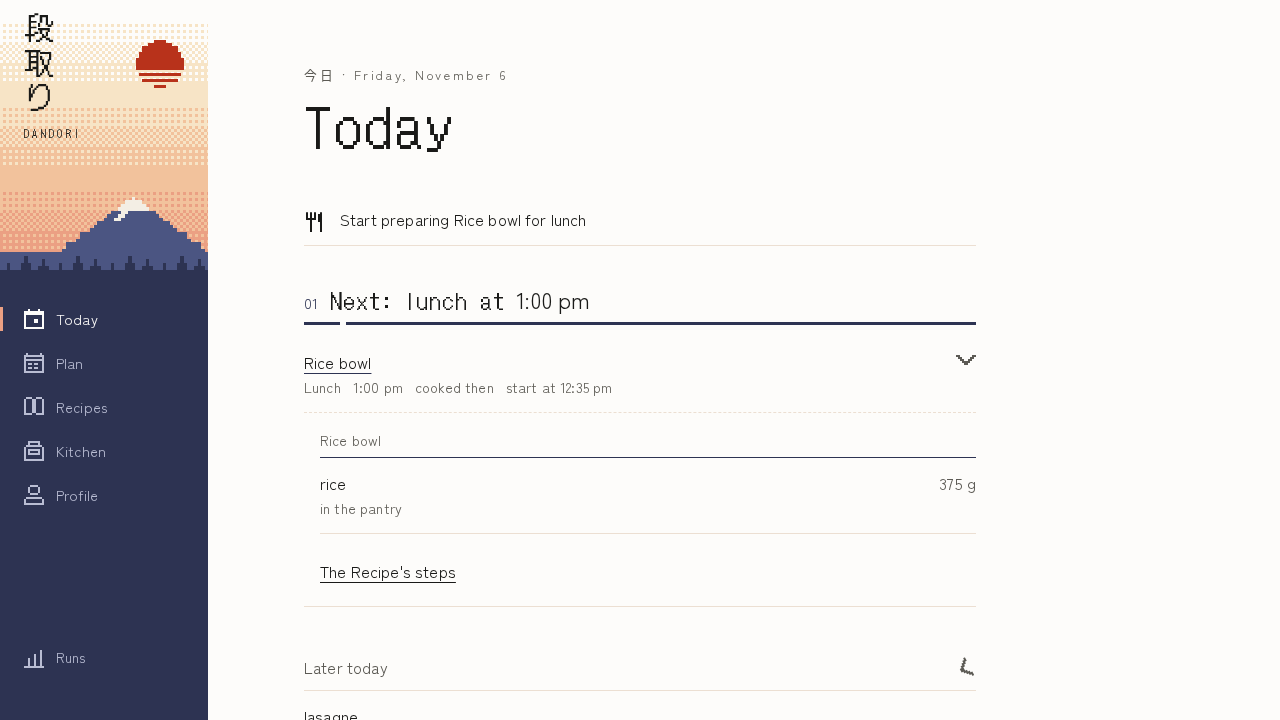 段取り
DANDORI
Today
Plan
Recipes
Kitchen
Profile
Runs
今日 · Friday, November 6
Today
Start preparing Rice bowl for lunch
01 Next: lunch at 1:00 pm
Rice bowl
Lunch 1:00 pm cooked then start at 12:35 pm
Rice bowl
rice 375 g
in the pantry
The Recipe's steps
Later today
lasagne